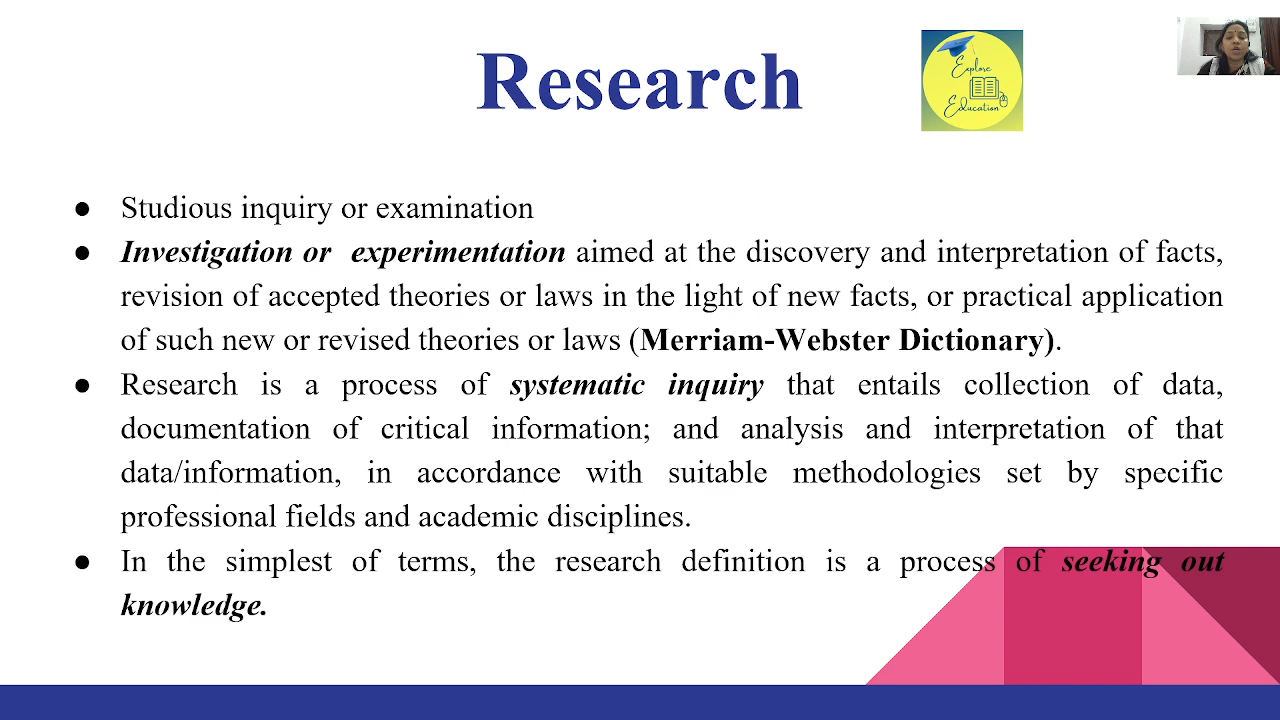 Research
Explore
Education
● Studious inquiry or examination
● Investigation or experimentation aimed at the discovery and interpretation of facts,
revision of accepted theories or laws in the light of new facts, or practical application
of such new or revised theories or laws (Merriam-Webster Dictionary).
● Research is a process of systematic inquiry that entails collection of data,
documentation of critical information; and analysis and interpretation of that
data/information, in accordance with suitable methodologies set by specific
professional fields and academic disciplines.
● In the simplest of terms, the research definition is a process of seeking out
knowledge.